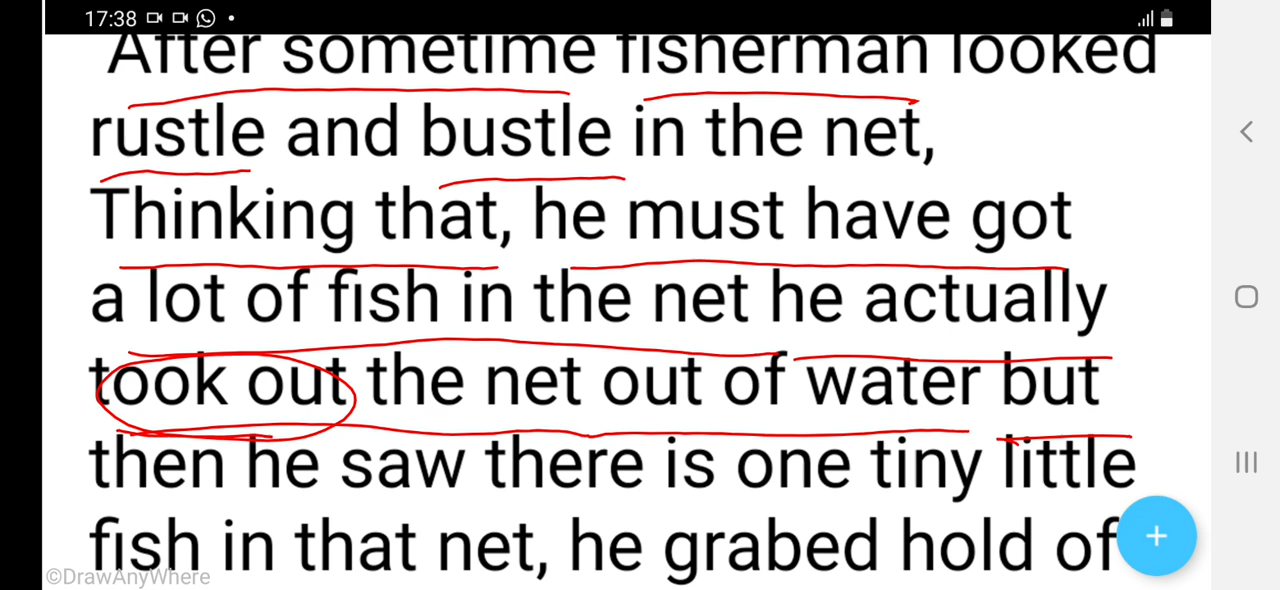 17:38
After sometime fisherman looked
rustle and bustle in the net,
Thinking that, he must have got
a lot of fish in the net he actually
took out the net out of water but
then he saw there is one tiny little
fish in that net, he grabed hold of
+
©DrawAnyWhere